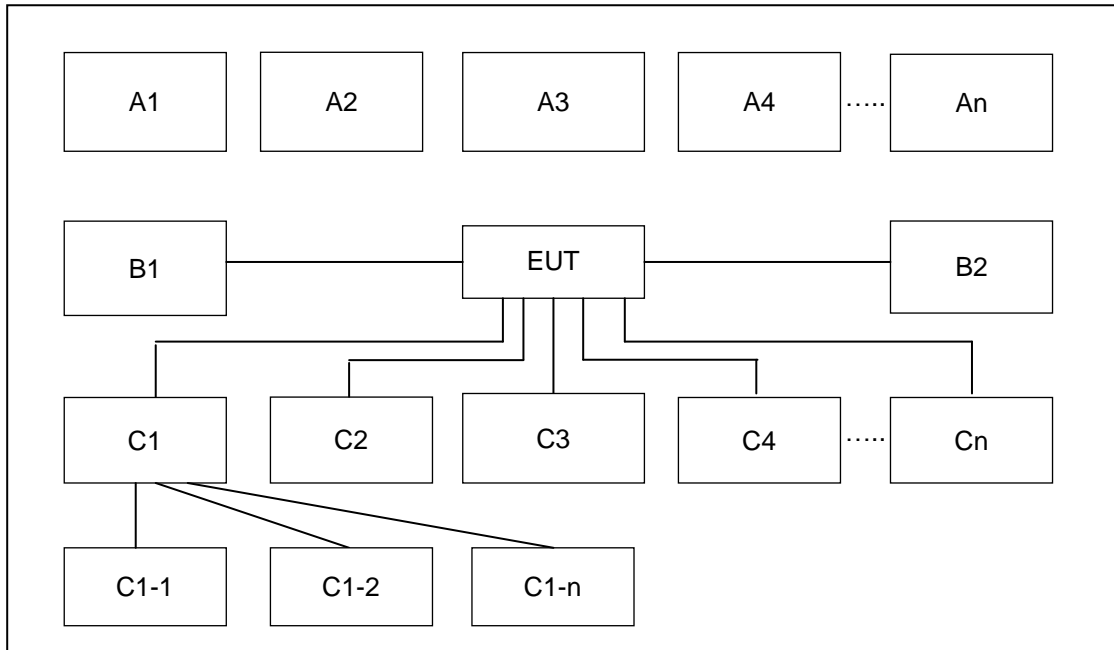 A1 A2 A3 A4 ..... An
B1 EUT B2
C1 C2 C3 C4 ..... Cn
C1-1 C1-2 C1-n